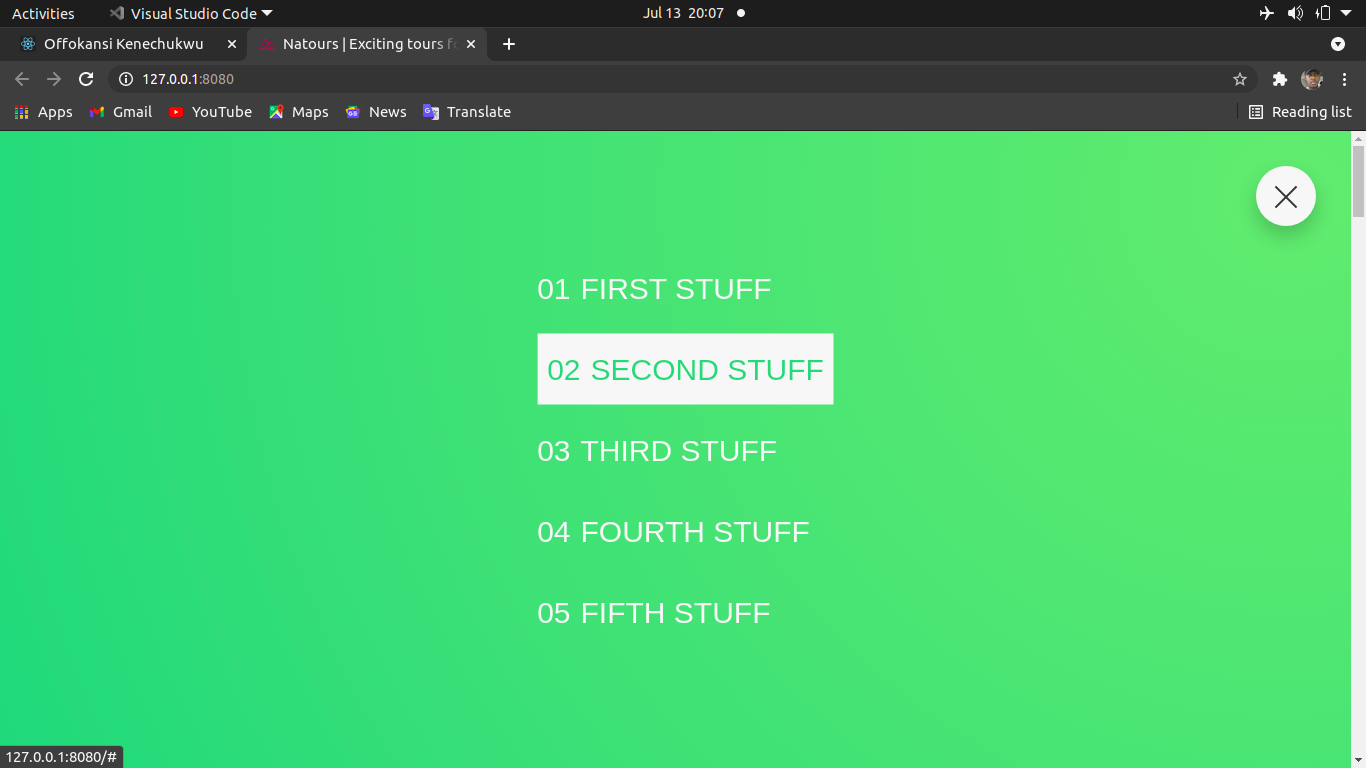 Activities Visual Studio Code Jul 13 20:07
Offokansi Kenechukwu Natours | Exciting tours fo
127.0.0.1:8080
Apps Gmail YouTube Maps News Translate Reading list
01 FIRST STUFF
02 SECOND STUFF
03 THIRD STUFF
04 FOURTH STUFF
05 FIFTH STUFF
127.0.0.1:8080/#